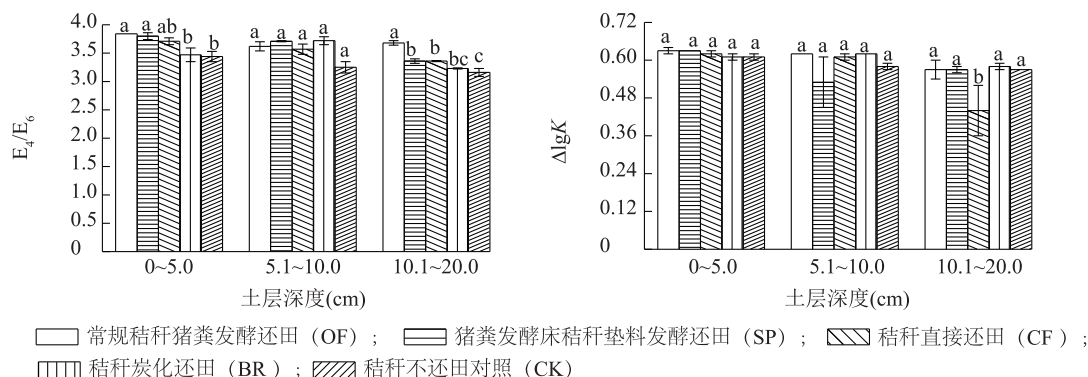 4.0
3.5
3.0
2.5
2.0
1.5
1.0
0
E4/E6
a a ab b b
a a a a a
a b b bc c
0~5.0 5.1~10.0 10.1~20.0
土层深度(cm)
0.72
0.60
0.48
0.36
0.24
0.12
0
ΔlgK
a a a a a
a a a a a
a a b a a
0~5.0 5.1~10.0 10.1~20.0
土层深度(cm)
常规秸秆猪粪发酵还田（OF）； 猪粪发酵床秸秆垫料发酵还田（SP）； 秸秆直接还田（CF）；
秸秆炭化还田（BR）； 秸秆不还田对照（CK）